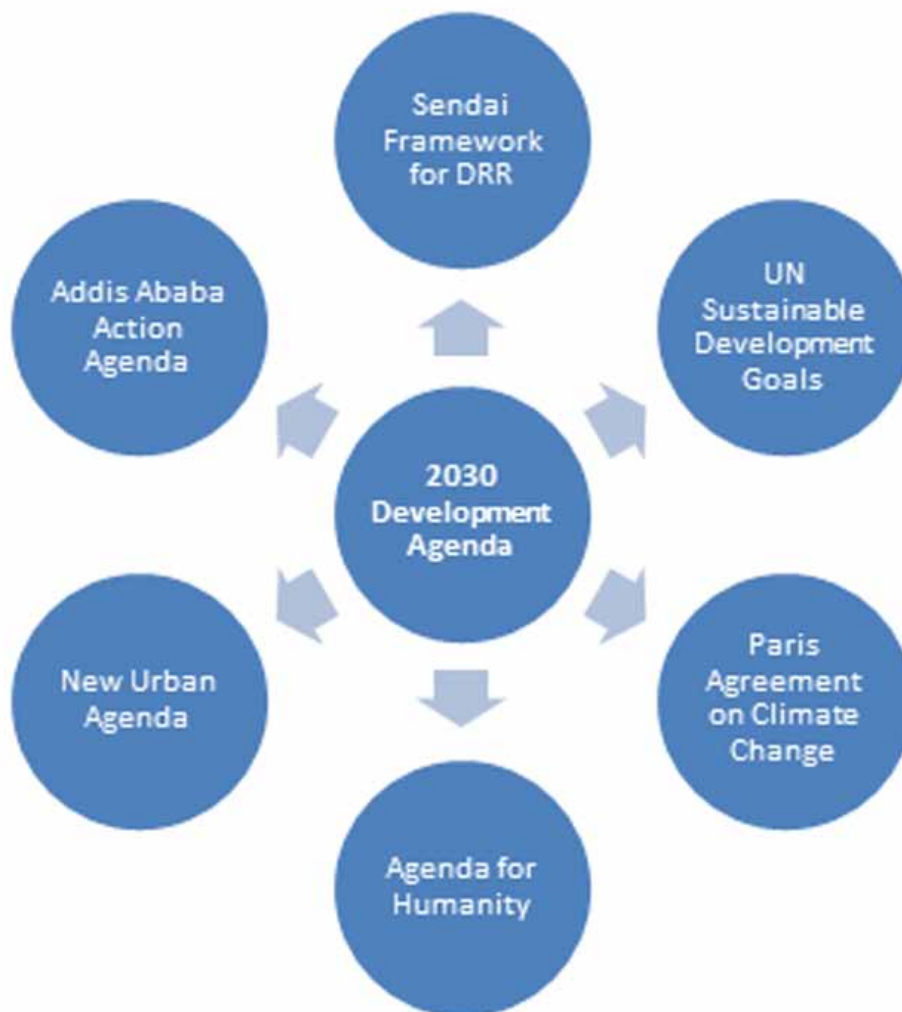 Sendai
Framework
for DRR
UN
Sustainable
Development
Goals
Paris
Agreement
on Climate
Change
Agenda for
Humanity
New Urban
Agenda
Addis Ababa
Action
Agenda
2030
Development
Agenda